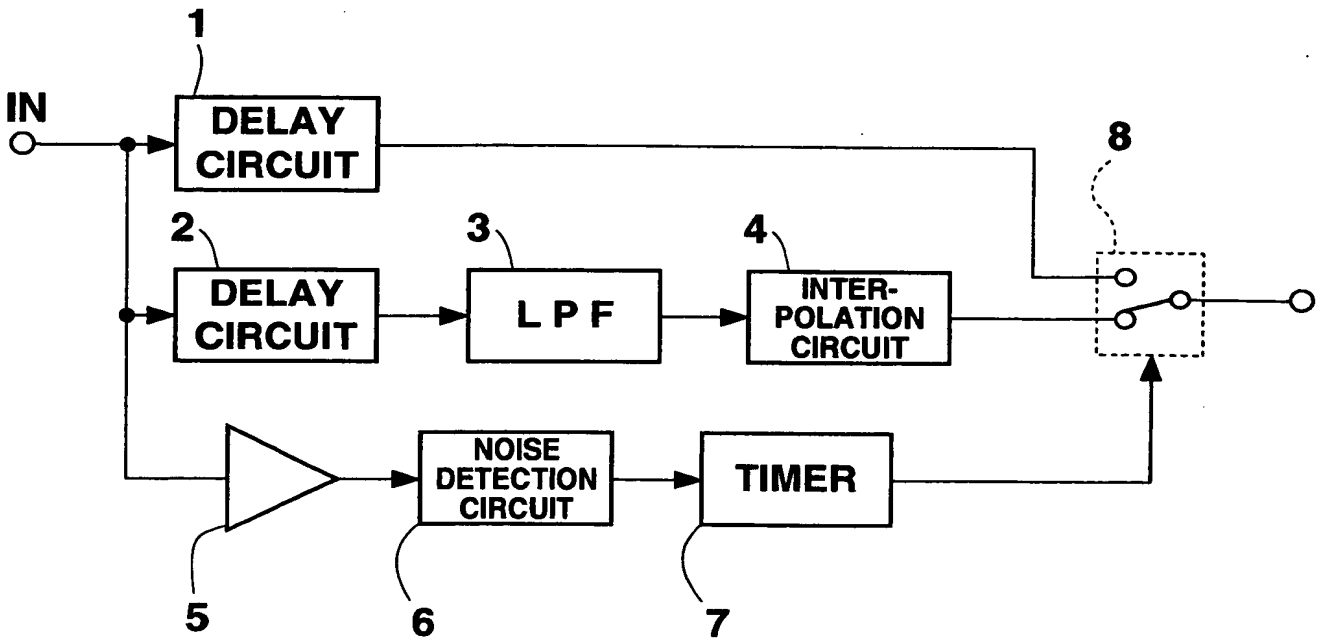 1
IN
DELAY
CIRCUIT
8
2
3
4
DELAY
CIRCUIT
L P F
INTER-
POLATION
CIRCUIT
NOISE
DETECTION
CIRCUIT
TIMER
5
6
7